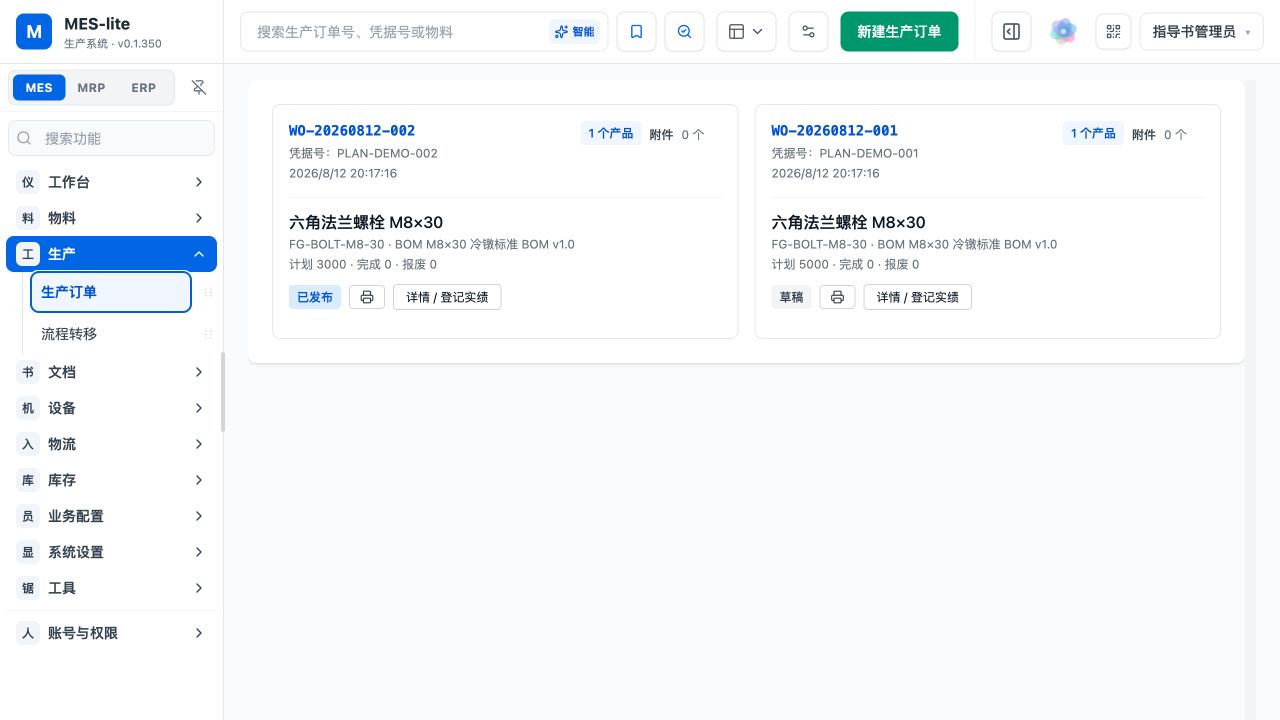 M
MES-lite
生产系统 · v0.1.350
搜索生产订单号、凭据号或物料
智能
新建生产订单
指导书管理员
MES
MRP
ERP
搜索功能
仪 工作台
料 物料
工 生产
生产订单
流程转移
书 文档
机 设备
入 物流
库 库存
员 业务配置
显 系统设置
锯 工具
人 账号与权限
WO-20260812-002
1 个产品 附件 0 个
凭据号：PLAN-DEMO-002
2026/8/12 20:17:16
六角法兰螺栓 M8×30
FG-BOLT-M8-30 · BOM M8×30 冷镦标准 BOM v1.0
计划 3000 · 完成 0 · 报废 0
已发布 详情 / 登记实绩
WO-20260812-001
1 个产品 附件 0 个
凭据号：PLAN-DEMO-001
2026/8/12 20:17:16
六角法兰螺栓 M8×30
FG-BOLT-M8-30 · BOM M8×30 冷镦标准 BOM v1.0
计划 5000 · 完成 0 · 报废 0
草稿 详情 / 登记实绩